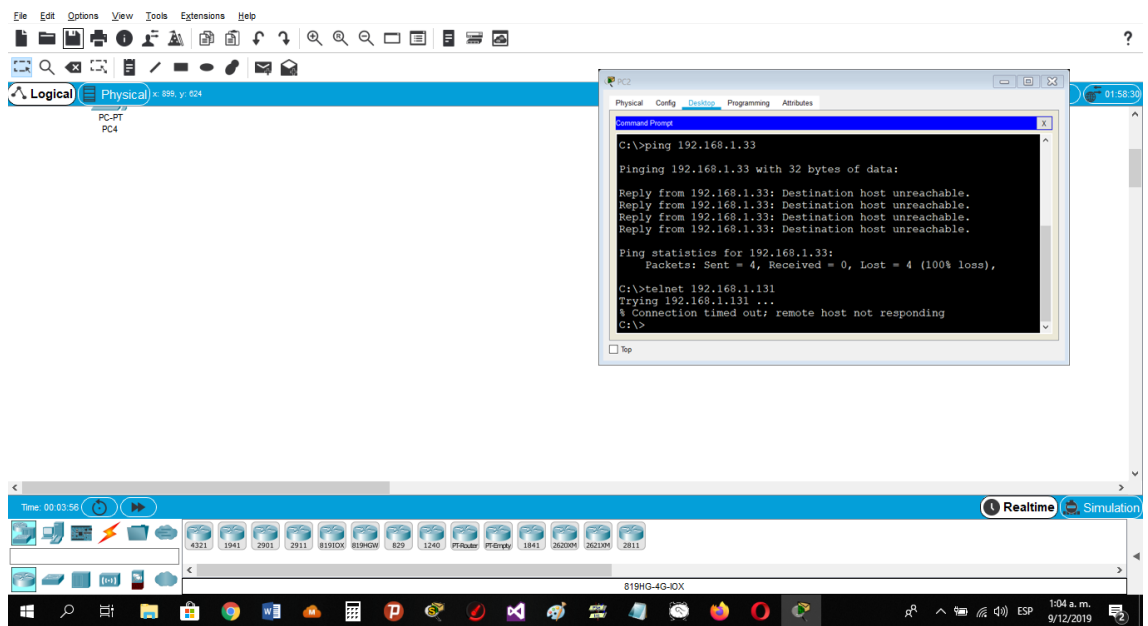 File Edit Options View Tools Extensions Help
?
Logical Physical x: 899, y: 624
01:58:30
PC-PT
PC4
PC2
Physical Config Desktop Programming Attributes
Command Prompt X
C:\>ping 192.168.1.33
Pinging 192.168.1.33 with 32 bytes of data:
Reply from 192.168.1.33: Destination host unreachable.
Reply from 192.168.1.33: Destination host unreachable.
Reply from 192.168.1.33: Destination host unreachable.
Reply from 192.168.1.33: Destination host unreachable.
Ping statistics for 192.168.1.33:
Packets: Sent = 4, Received = 0, Lost = 4 (100% loss),
C:\>telnet 192.168.1.131
Trying 192.168.1.131 ...
% Connection timed out; remote host not responding
C:\>
Top
Time: 00:03:56
Realtime Simulation
4321 1941 2901 2911 819IOX 819HGW 829 1240 PT-Router PT-Empty 1841 2620XM 2621XM 2811
819HG-4G-IOX
ESP
1:04 a. m.
9/12/2019
2